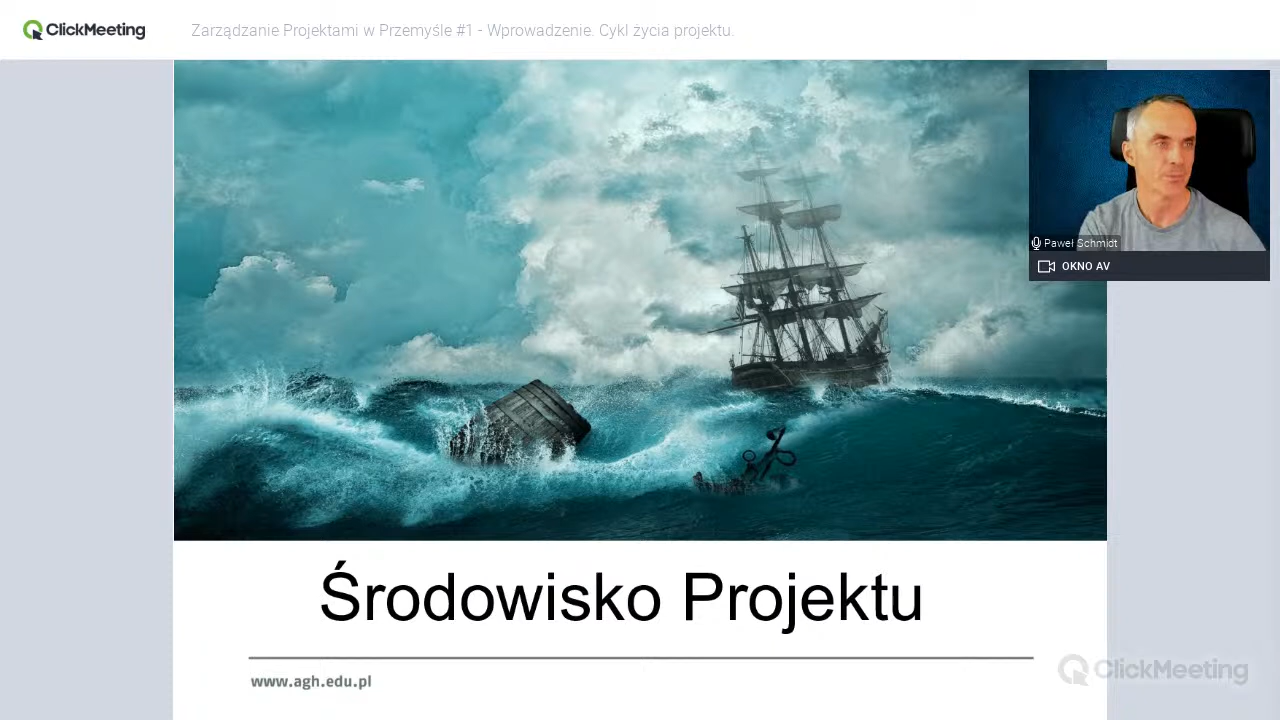 ClickMeeting
Zarządzanie Projektami w Przemyśle #1 - Wprowadzenie. Cykl życia projektu.
Paweł Schmidt
OKNO AV
Środowisko Projektu
www.agh.edu.pl
ClickMeeting